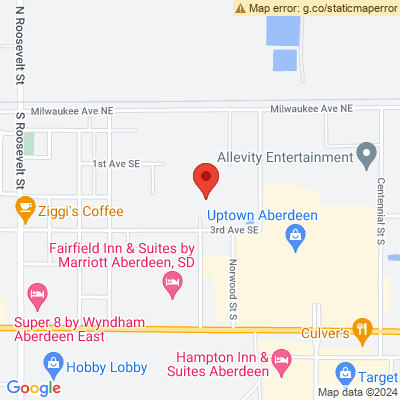 Map error: g.co/staticmaperror
N Roosevelt St
Milwaukee Ave NE
Milwaukee Ave NE
S Roosevelt St
1st Ave SE
Allevity Entertainment
Centennial St S
Ziggi's Coffee
Uptown Aberdeen
3rd Ave SE
Fairfield Inn & Suites by
Marriott Aberdeen, SD
Norwood St S
Super 8 by Wyndham
Aberdeen East
Culver's
Hobby Lobby
Hampton Inn &
Suites Aberdeen
Target
Google
Map data ©2024